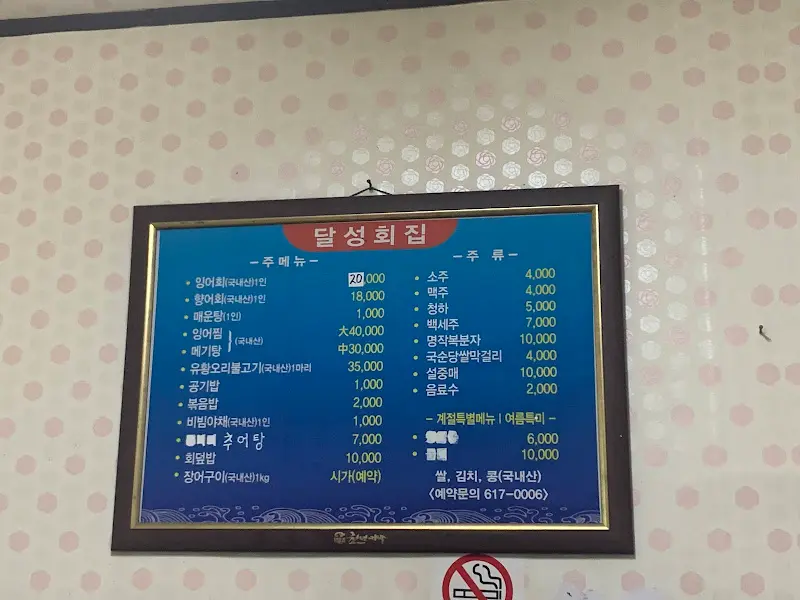 달성회집
- 주메뉴 -
• 잉어회(국내산)1인 20,000
• 향어회(국내산)1인 18,000
• 매운탕(1인) 1,000
• 잉어찜 大40,000
(국내산)
• 메기탕 中30,000
• 유황오리불고기(국내산)1마리 35,000
• 공기밥 1,000
• 볶음밥 2,000
• 비빔야채(국내산)1인 1,000
• 추어탕 7,000
• 회덮밥 10,000
• 장어구이(국내산)1kg 시가(예약)
- 주 류 -
• 소주 4,000
• 맥주 4,000
• 청하 5,000
• 백세주 7,000
• 명작복분자 10,000
• 국순당쌀막걸리 4,000
• 설중매 10,000
• 음료수 2,000
- 계절특별메뉴 | 여름특미 -
• 6,000
• 10,000
쌀, 김치, 콩(국내산)
<예약문의 617-0006>